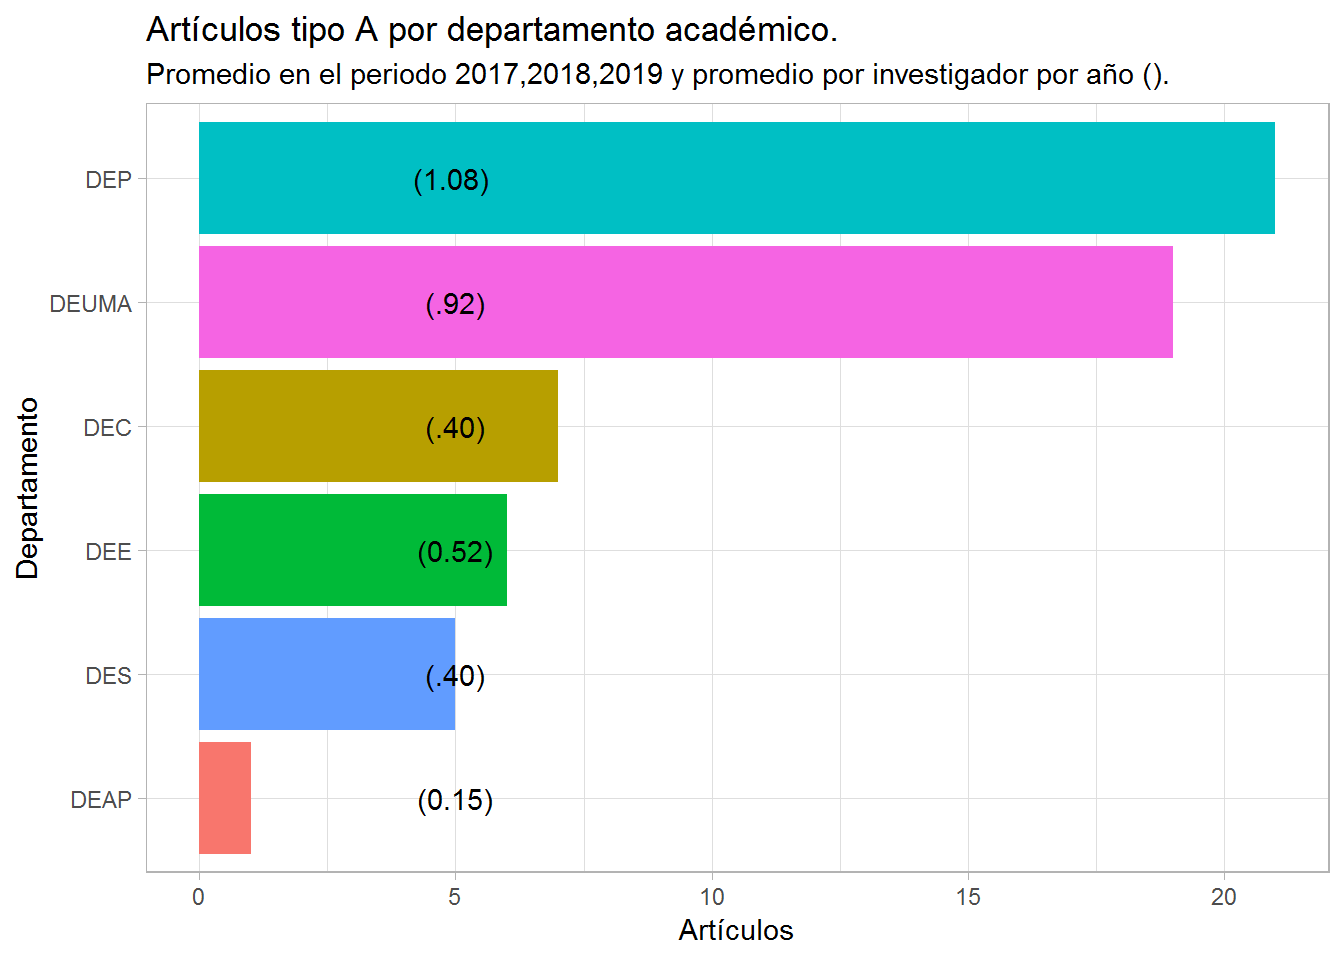 Artículos tipo A por departamento académico.
Promedio en el periodo 2017,2018,2019 y promedio por investigador por año ().
Departamento
DEP
(1.08)
DEUMA
(.92)
DEC
(.40)
DEE
(0.52)
DES
(.40)
DEAP
(0.15)
0 5 10 15 20
Artículos